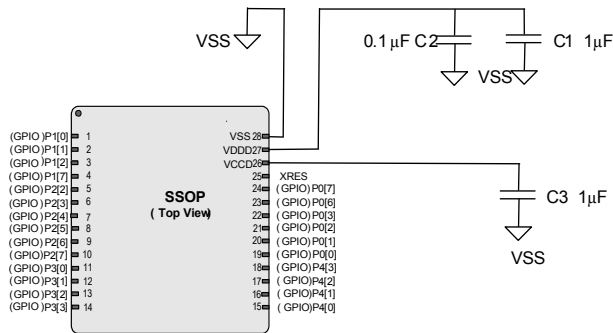 VSS
0.1 µF C2
C1 1µF
VSS
(GPIO )P1[0] 1
(GPIO )P1[1] 2
(GPIO )P1[2] 3
(GPIO )P1[7] 4
(GPIO )P2[2] 5
(GPIO )P2[3] 6
(GPIO )P2[4] 7
(GPIO )P2[5] 8
(GPIO )P2[6] 9
(GPIO )P2[7] 10
(GPIO )P3[0] 11
(GPIO )P3[1] 12
(GPIO )P3[2] 13
(GPIO )P3[3] 14
SSOP
( Top View)
VSS 28
VDDD 27
VCCD 26
25 XRES
24 (GPIO) P0[7]
23 (GPIO) P0[6]
22 (GPIO) P0[3]
21 (GPIO) P0[2]
20 (GPIO) P0[1]
19 (GPIO) P0[0]
18 ( GPIO )P4[3]
17 ( GPIO )P4[2]
16 ( GPIO )P4[1]
15 ( GPIO )P4[0]
C3 1µF
VSS